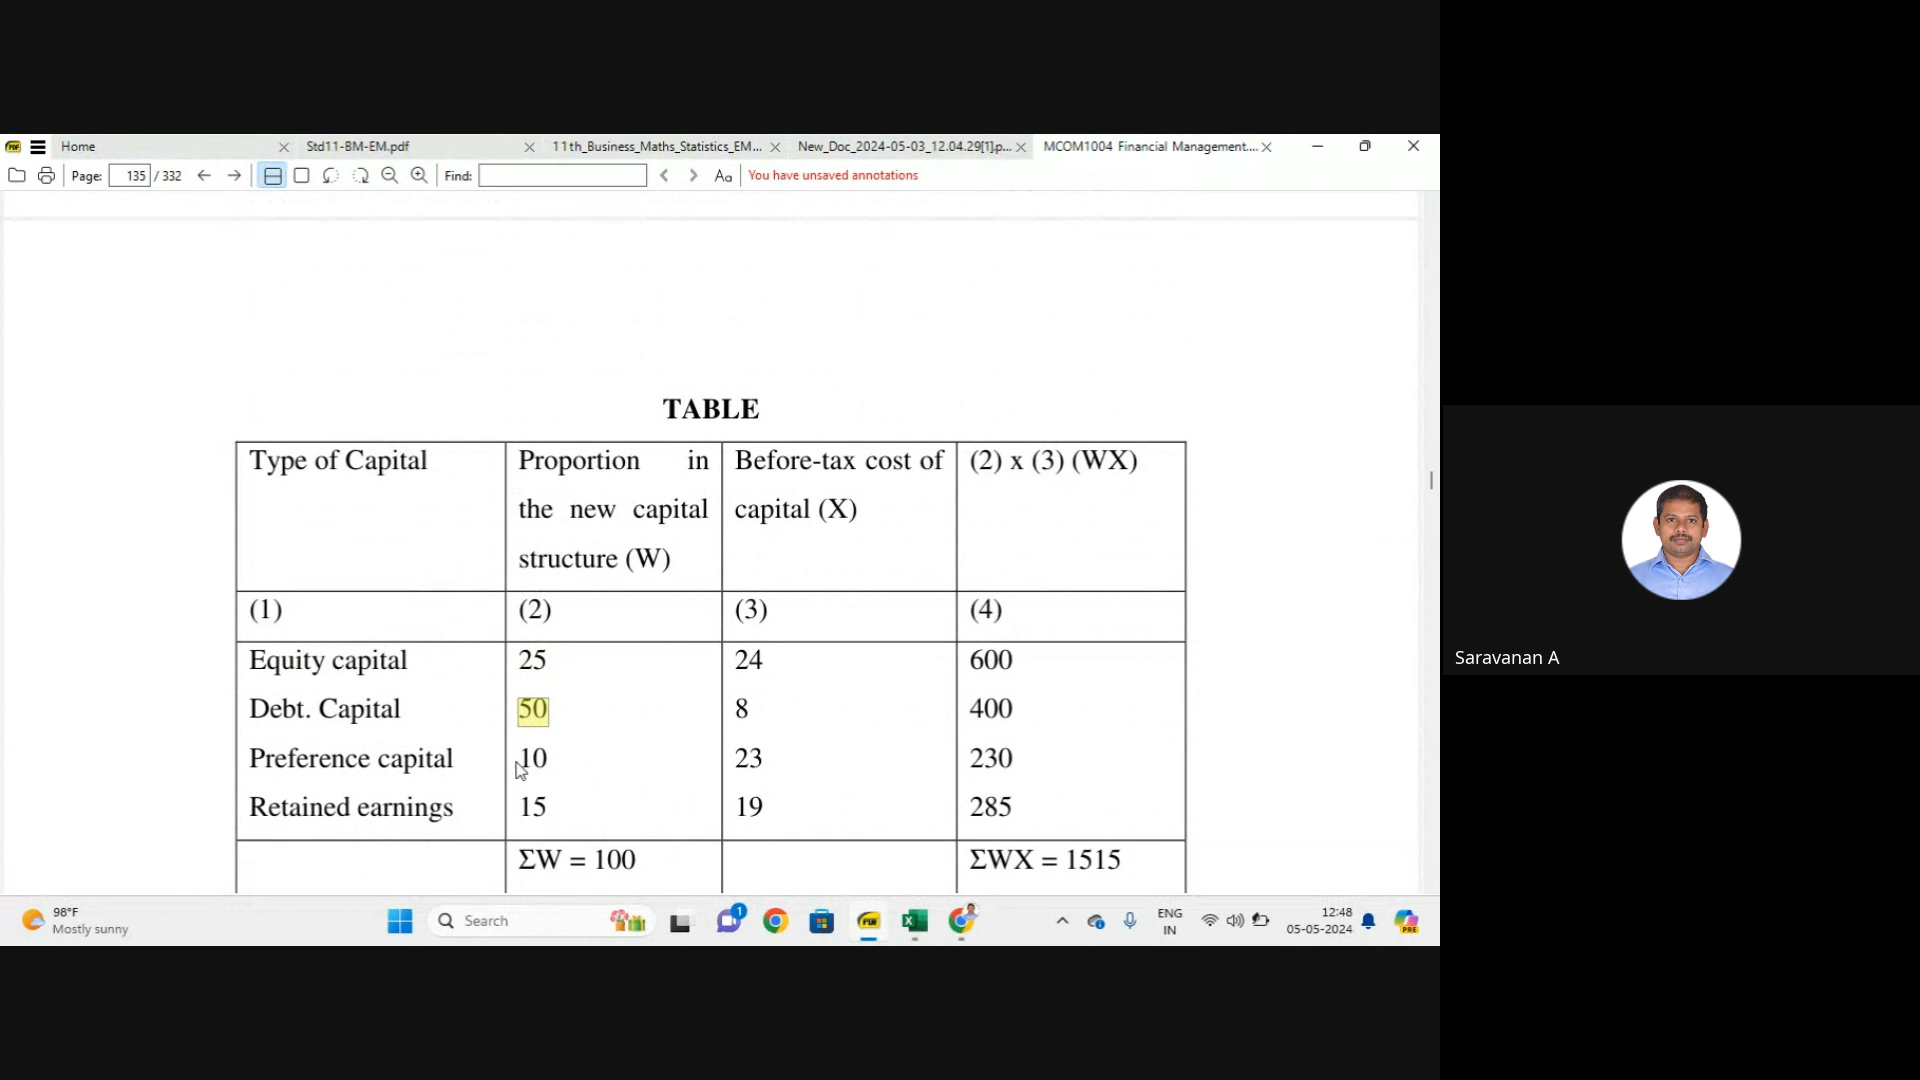 Home
Std11-BM-EM.pdf
11th_Business_Maths_Statistics_EM...
New_Doc_2024-05-03_12.04.29[1].p...
MCOM1004 Financial Management....
Page: 135 / 332
Find:
You have unsaved annotations
TABLE
Type of Capital
Proportion in the new capital structure (W)
Before-tax cost of capital (X)
(2) x (3) (WX)
(1) (2) (3) (4)
Equity capital 25 24 600
Debt. Capital 50 8 400
Preference capital 10 23 230
Retained earnings 15 19 285
ΣW = 100 ΣWX = 1515
Saravanan A
98°F
Mostly sunny
Search
1
ENG
IN
12:48
05-05-2024
PRE